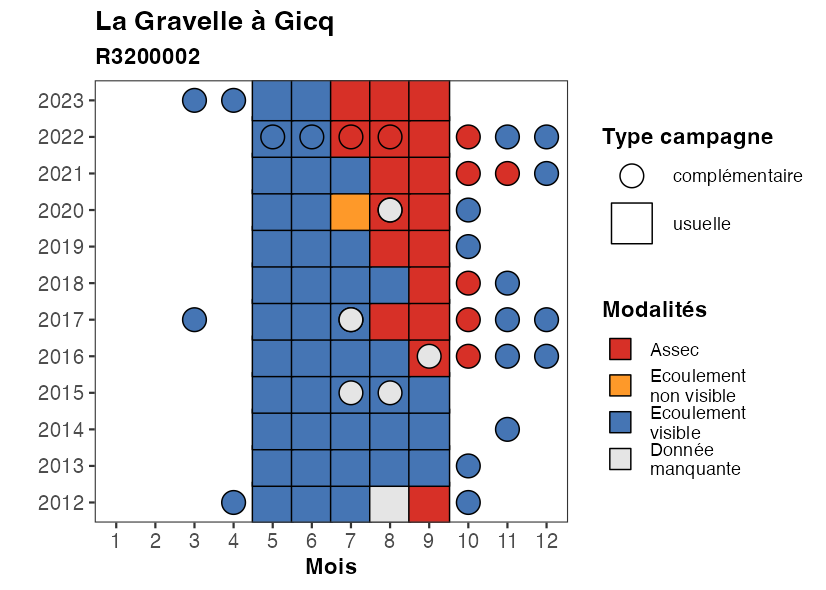 La Gravelle à Gicq
R3200002
2023
2022
2021
2020
2019
2018
2017
2016
2015
2014
2013
2012
1 2 3 4 5 6 7 8 9 10 11 12
Mois
Type campagne
complémentaire
usuelle
Modalités
Assec
Ecoulement
non visible
Ecoulement
visible
Donnée
manquante